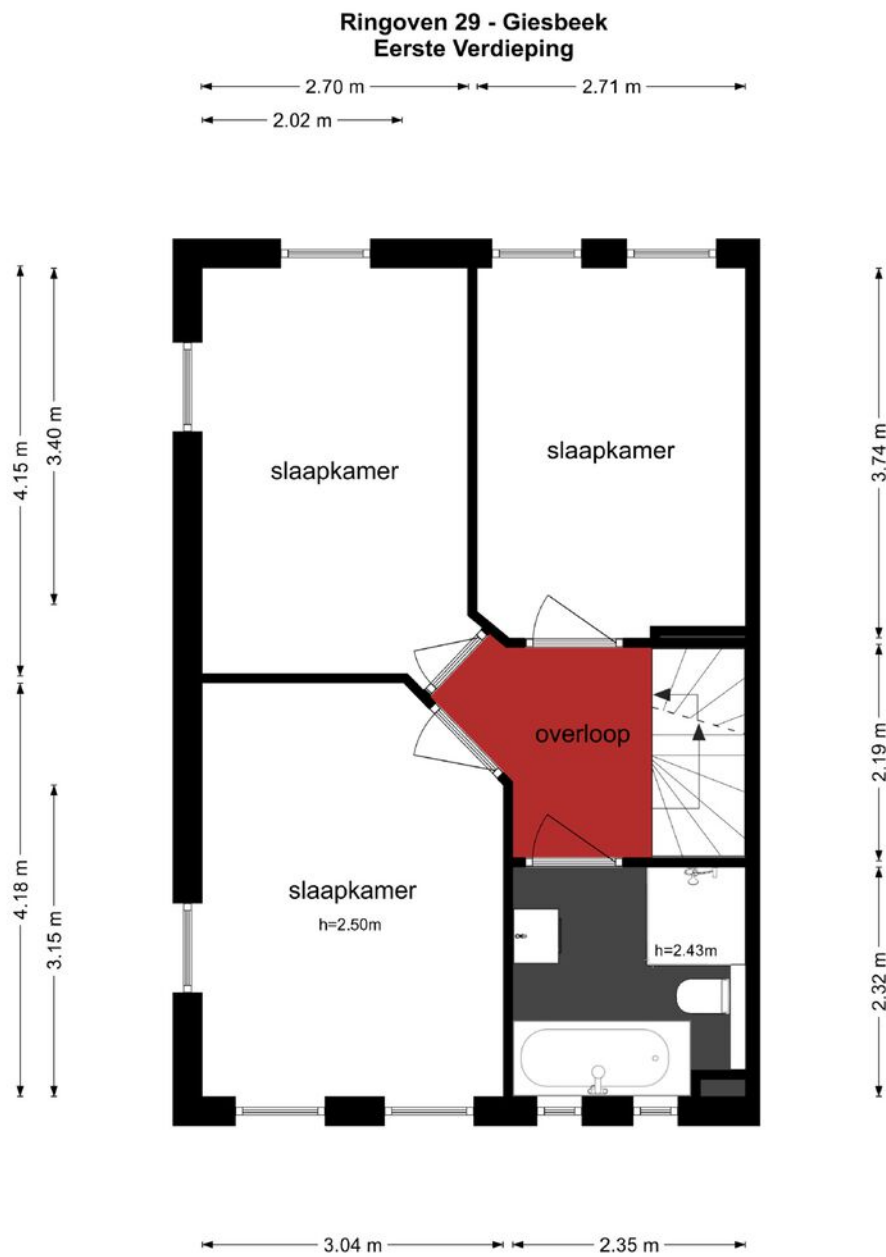 Ringoven 29 - Giesbeek
Eerste Verdieping
2.70 m
2.71 m
2.02 m
4.15 m
3.40 m
3.74 m
slaapkamer
slaapkamer
overloop
2.19 m
4.18 m
3.15 m
slaapkamer
h=2.50m
h=2.43m
2.32 m
3.04 m
2.35 m